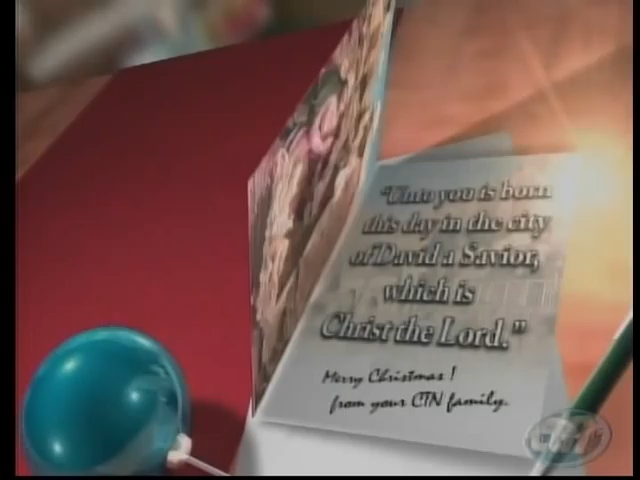 "Unto you is born
this day in the city
of David a Savior,
which is
Christ the Lord."
Merry Christmas!
from your CTN family.